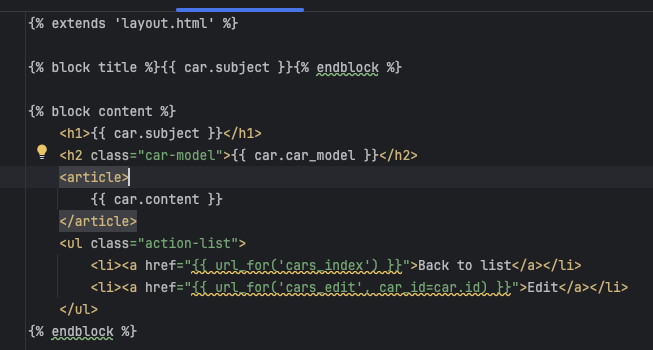 {% extends 'layout.html' %}
{% block title %}{{ car.subject }}{% endblock %}
{% block content %}
<h1>{{ car.subject }}</h1>
<h2 class="car-model">{{ car.car_model }}</h2>
<article>
{{ car.content }}
</article>
<ul class="action-list">
<li><a href="{{ url_for('cars_index') }}">Back to list</a></li>
<li><a href="{{ url_for('cars_edit', car_id=car.id) }}">Edit</a></li>
</ul>
{% endblock %}